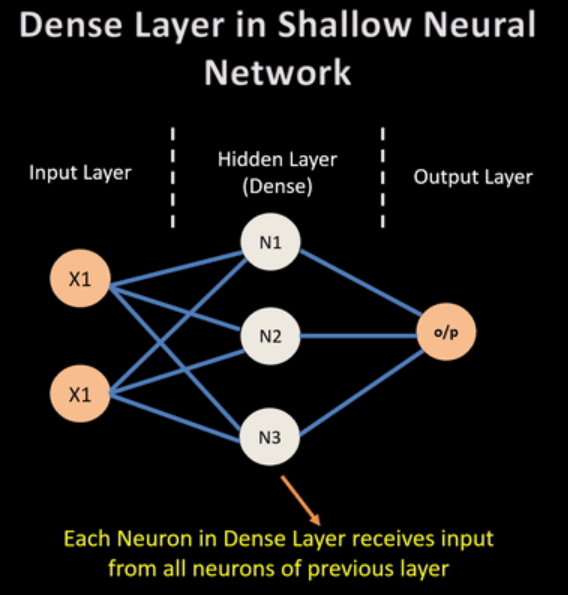 Dense Layer in Shallow Neural
Network
Input Layer
Hidden Layer
(Dense)
Output Layer
N1
X1
N2
o/p
X1
N3
Each Neuron in Dense Layer receives input
from all neurons of previous layer